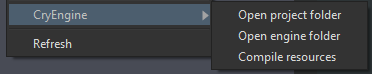 CryEngine
Open project folder
Open engine folder
Refresh
Compile resources